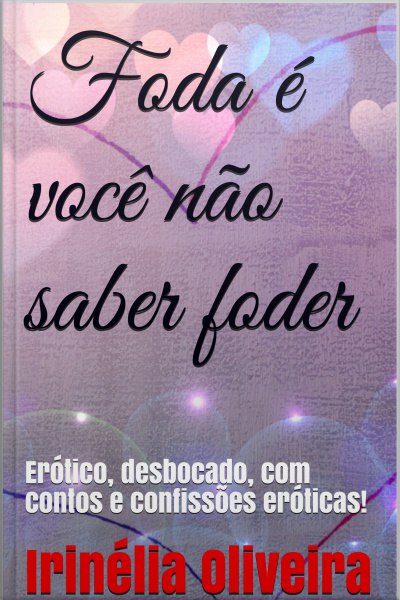 Foda é
você não
saber foder
Erótico, desbocado, com
contos e confissões eróticas!
Irinélia Oliveira